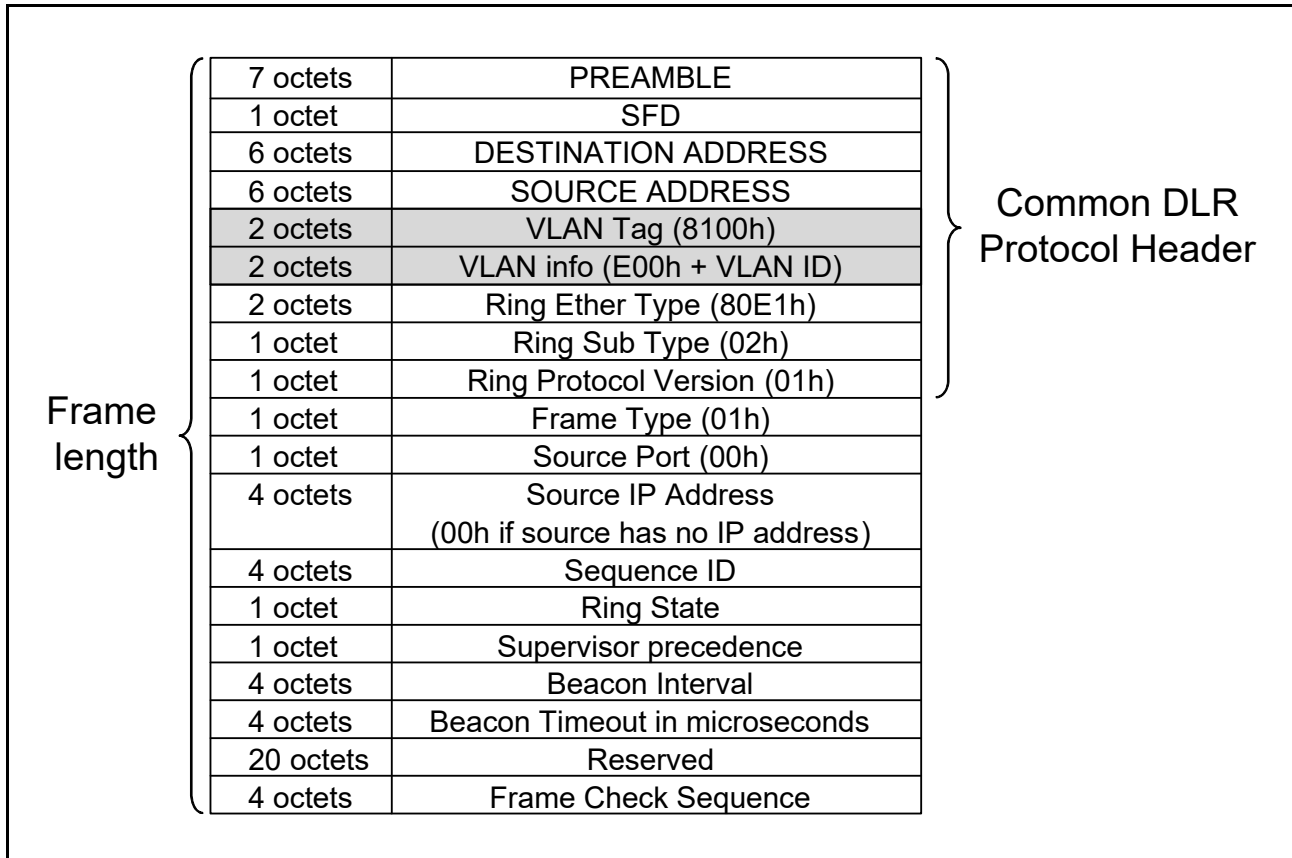 7 octets PREAMBLE
1 octet SFD
6 octets DESTINATION ADDRESS
6 octets SOURCE ADDRESS
2 octets VLAN Tag (8100h)
2 octets VLAN info (E00h + VLAN ID)
2 octets Ring Ether Type (80E1h)
1 octet Ring Sub Type (02h)
1 octet Ring Protocol Version (01h)
1 octet Frame Type (01h)
1 octet Source Port (00h)
4 octets Source IP Address
(00h if source has no IP address)
4 octets Sequence ID
1 octet Ring State
1 octet Supervisor precedence
4 octets Beacon Interval
4 octets Beacon Timeout in microseconds
20 octets Reserved
4 octets Frame Check Sequence
Frame
length
Common DLR
Protocol Header